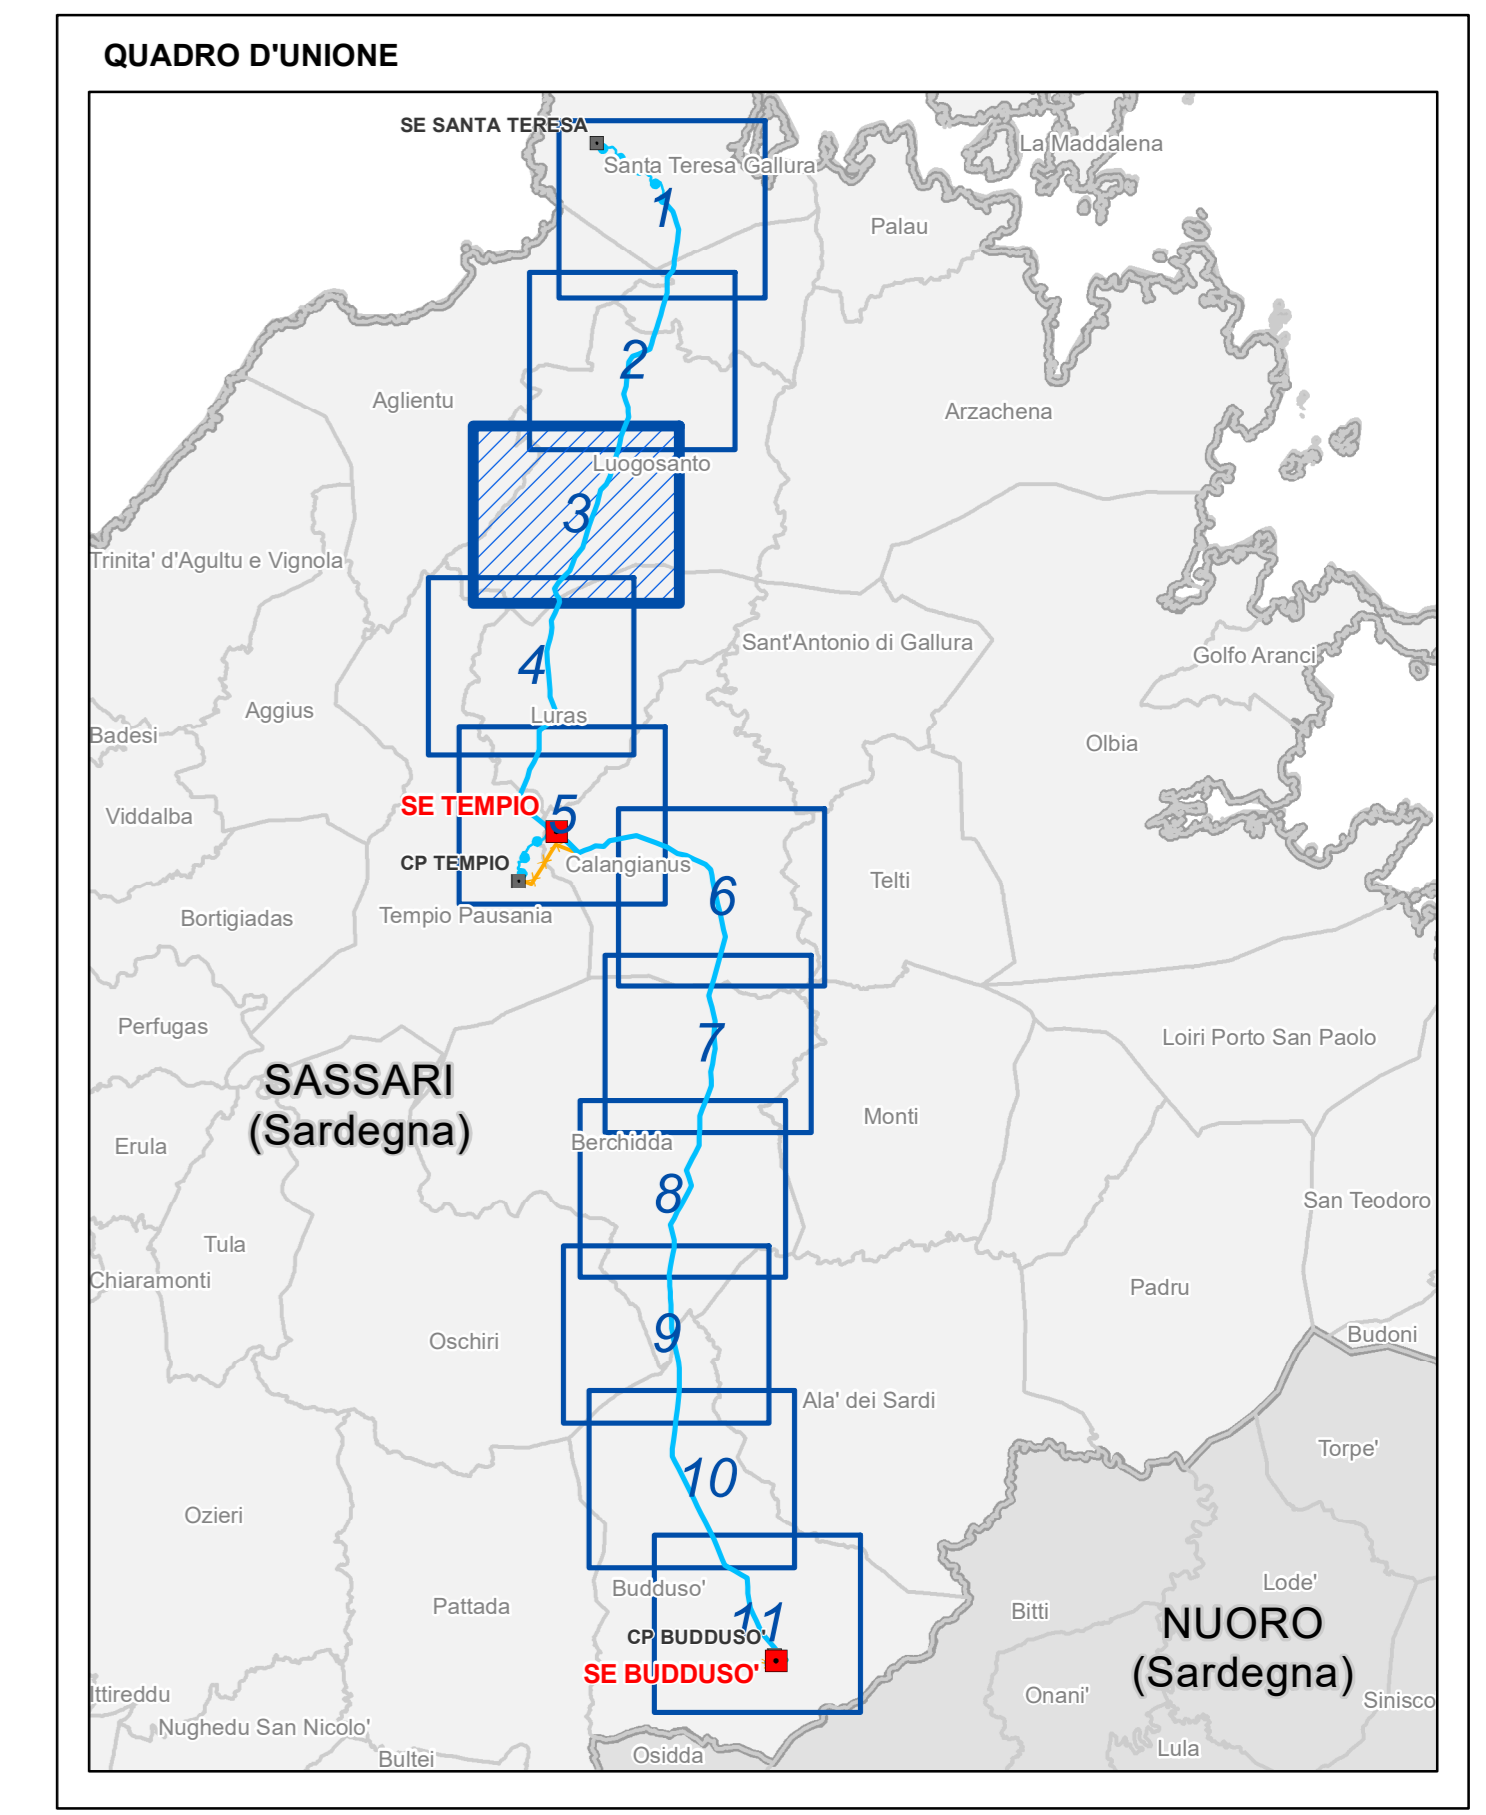 QUADRO D'UNIONE
SE SANTA TERESA
La Maddalena
Santa Teresa Gallura
1
Palau
2
Aglientu
Arzachena
Luogosanto
3
Trinita' d'Agultu e Vignola
Sant'Antonio di Gallura
Golfo Aranci
4
Aggius
Luras
Badesi
Olbia
SE TEMPIO
5
Viddalba
CP TEMPIO
Calangianus
Telti
6
Tempio Pausania
Bortigiadas
Perfugas
Loiri Porto San Paolo
7
SASSARI
(Sardegna)
Monti
Erula
Berchidda
8
San Teodoro
Tula
Chiaramonti
Padru
9
Oschiri
Budoni
Ala' dei Sardi
Torpe'
10
Ozieri
Budduso'
Lode'
Pattada
Bitti
11
NUORO
(Sardegna)
CP BUDDUSO'
SE BUDDUSO'
Ittireddu
Onani'
Sinisco
Nughedu San Nicolo'
Bultei
Osidda
Lula